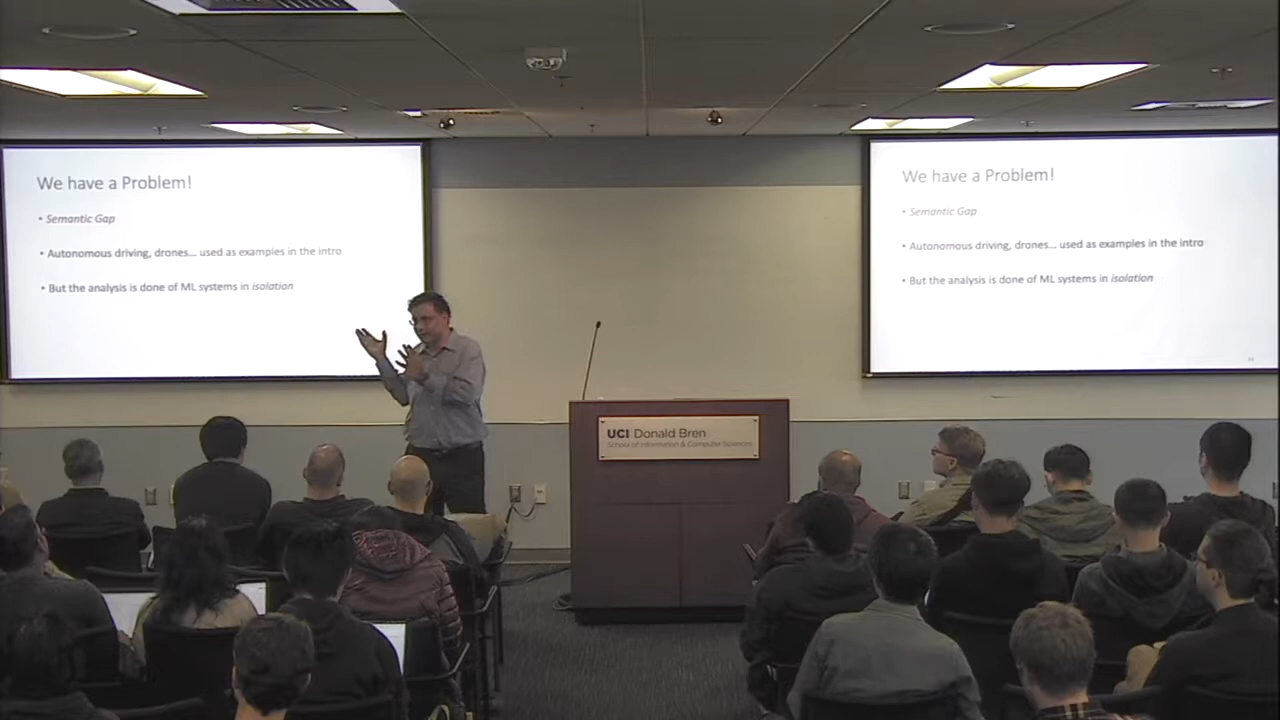 We have a Problem!
• Semantic Gap
• Autonomous driving, drones... used as examples in the intro
• But the analysis is done of ML systems in isolation
UCI Donald Bren
School of Information & Computer Sciences
We have a Problem!
• Semantic Gap
• Autonomous driving, drones... used as examples in the intro
• But the analysis is done of ML systems in isolation